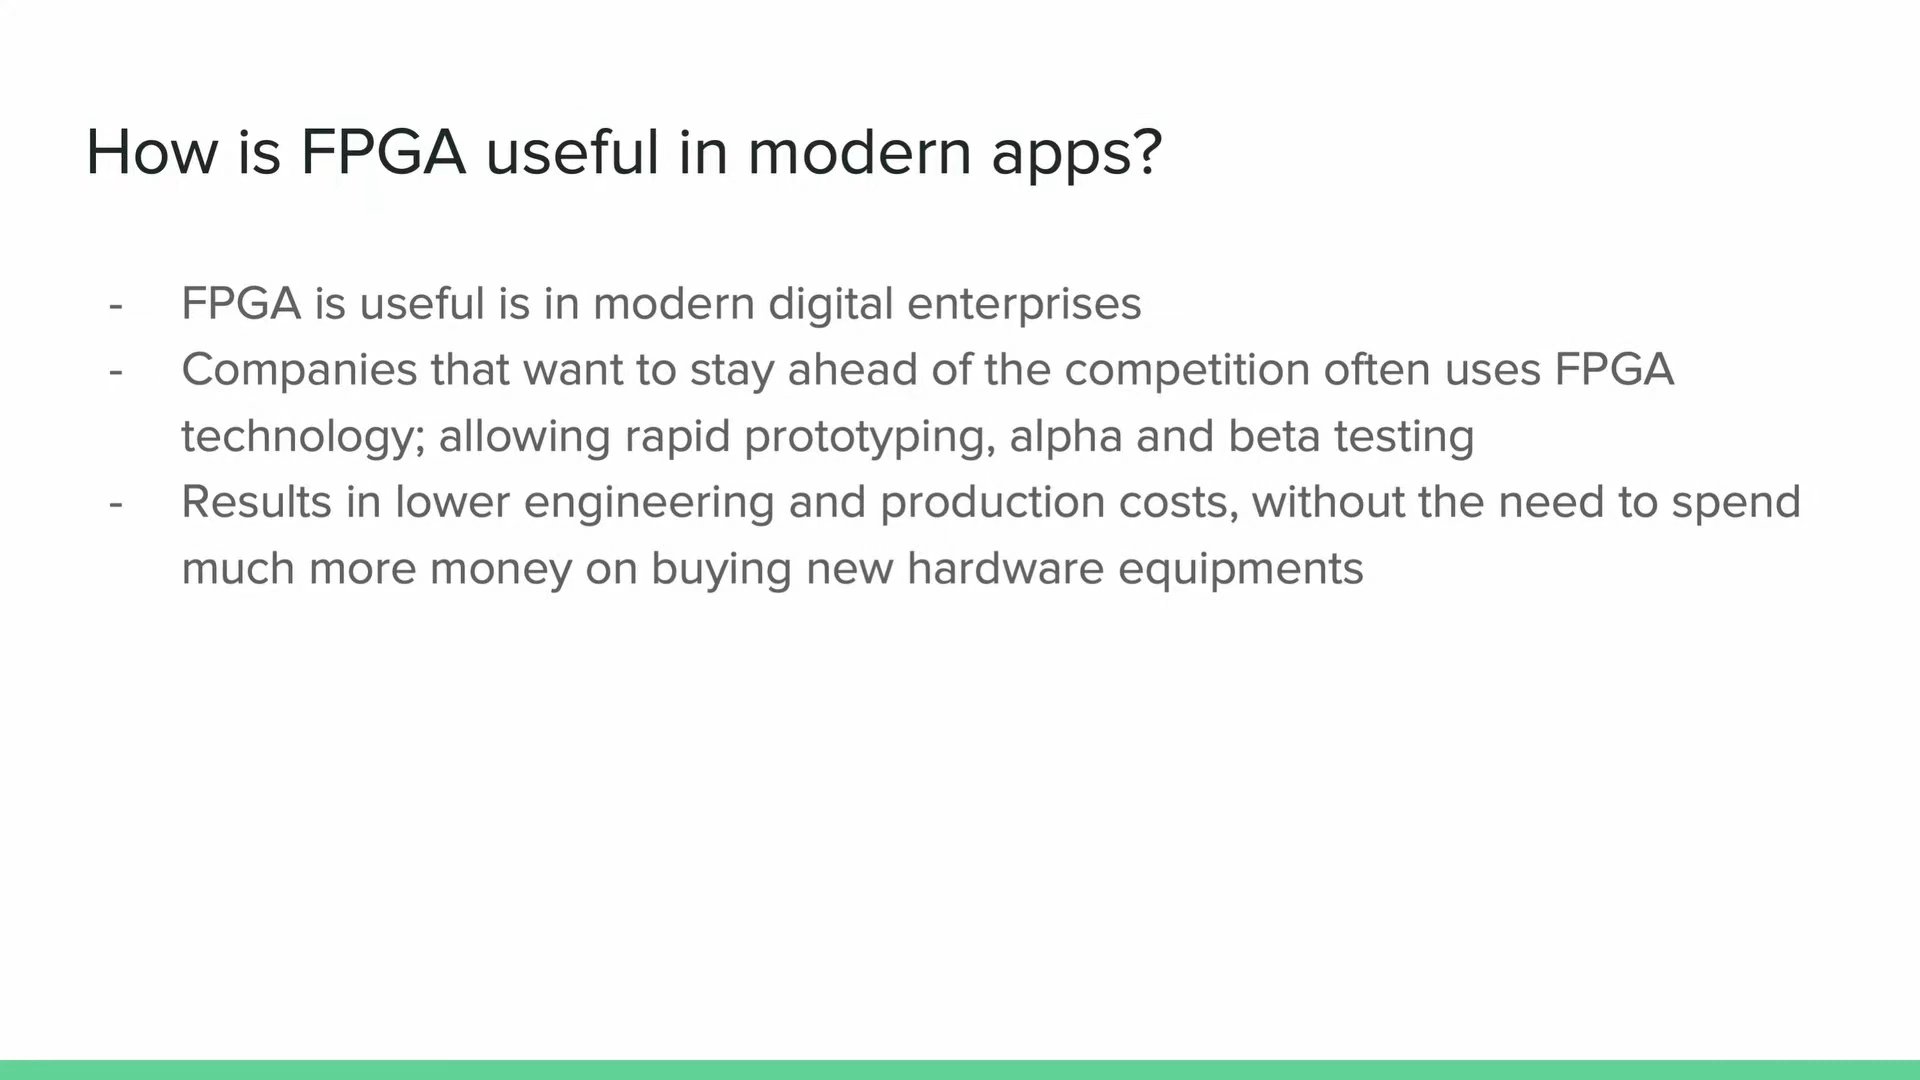 How is FPGA useful in modern apps?
- FPGA is useful is in modern digital enterprises
- Companies that want to stay ahead of the competition often uses FPGA
technology; allowing rapid prototyping, alpha and beta testing
- Results in lower engineering and production costs, without the need to spend
much more money on buying new hardware equipments